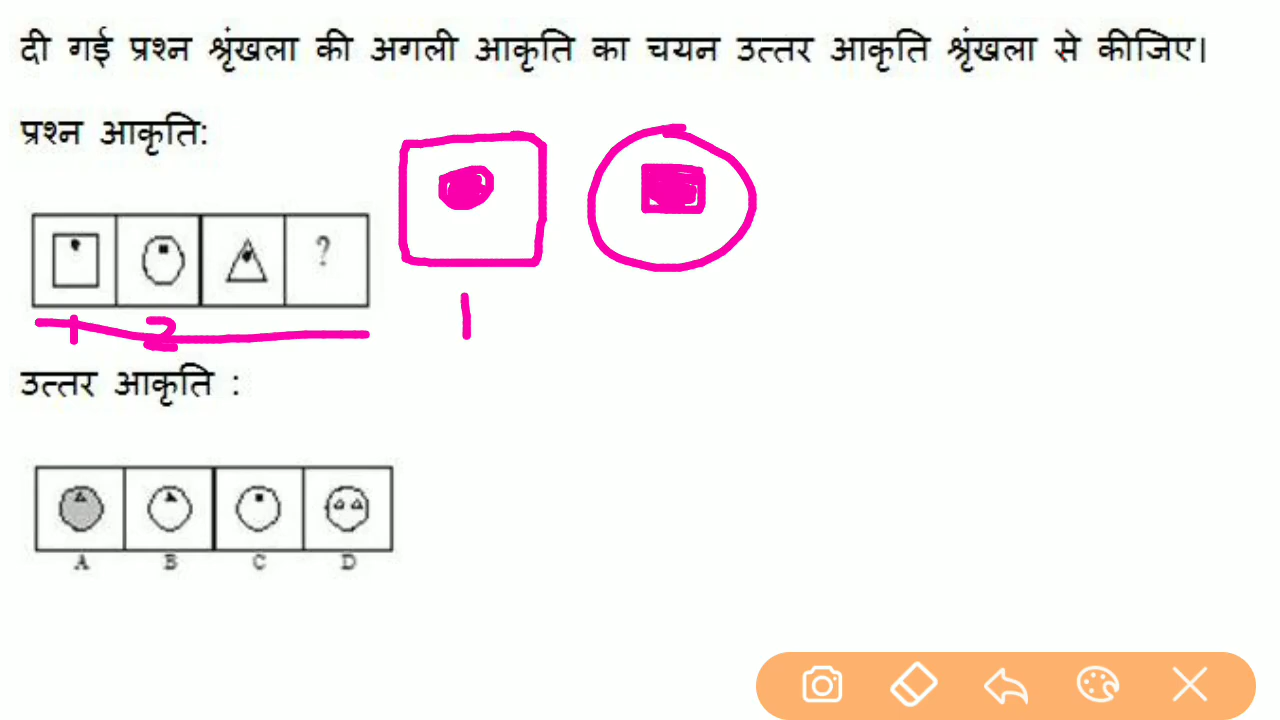 दी गई प्रश्न श्रृंखला की अगली आकृति का चयन उत्तर आकृति श्रृंखला से कीजिए।
प्रश्न आकृति:
?
1 2 1
उत्तर आकृति :
A B C D